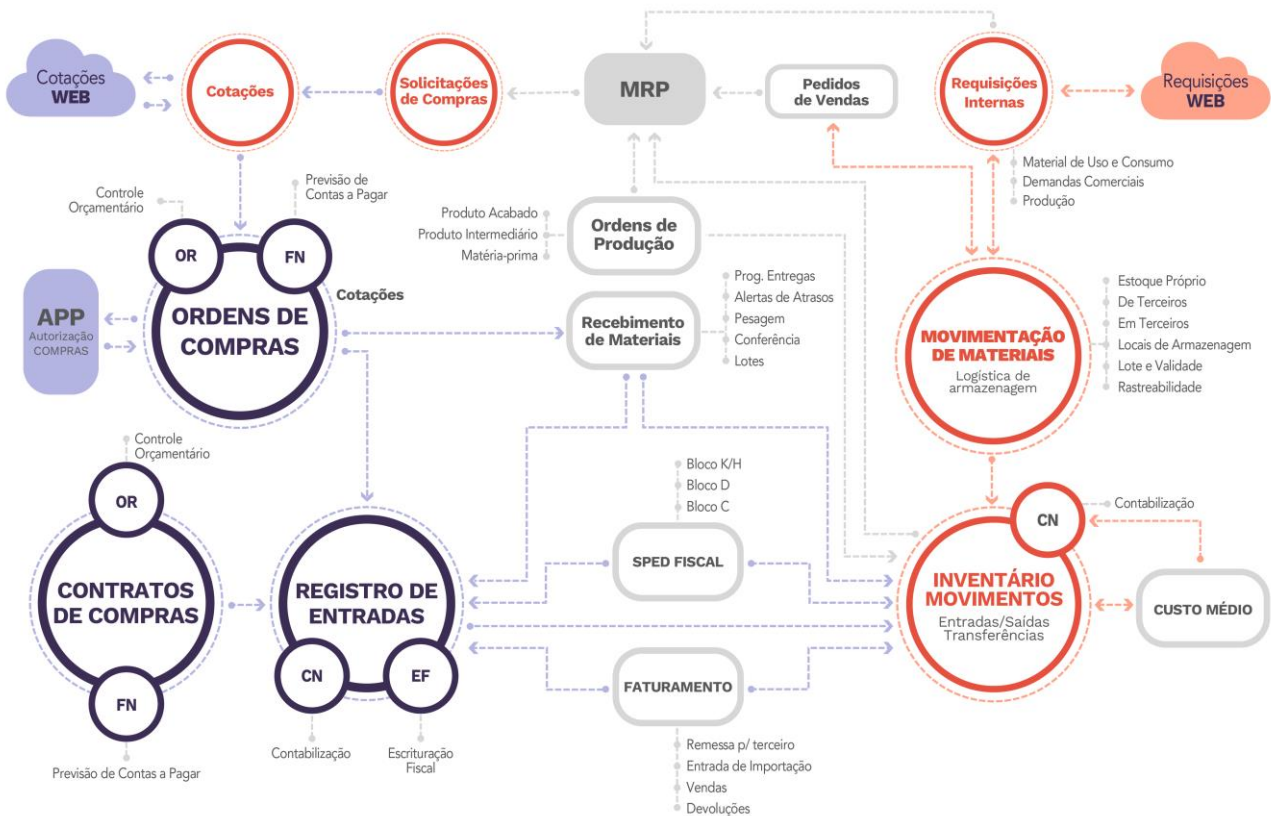 Cotações
WEB
Cotações
Solicitações
de Compras
MRP
Pedidos
de Vendas
Requisições
Internas
Requisições
WEB
Material de Uso e Consumo
Demandas Comerciais
Produção
Controle
Orçamentário
Previsão de
Contas a Pagar
OR
FN
ORDENS DE
COMPRAS
Cotações
APP
Autorização
COMPRAS
Produto Acabado
Produto Intermediário
Matéria-prima
Ordens de
Produção
Recebimento
de Materiais
Prog. Entregas
Alertas de Atrasos
Pesagem
Conferência
Lotes
MOVIMENTAÇÃO
DE MATERIAIS
Logística de
armazenagem
Estoque Próprio
De Terceiros
Em Terceiros
Locais de Armazenagem
Lote e Validade
Rastreabilidade
Controle
Orçamentário
OR
CONTRATOS
DE COMPRAS
FN
Previsão de Contas a Pagar
REGISTRO DE
ENTRADAS
CN
EF
Contabilização
Escrituração
Fiscal
Bloco K/H
Bloco D
Bloco C
SPED FISCAL
FATURAMENTO
Remessa p/ terceiro
Entrada de Importação
Vendas
Devoluções
CN
Contabilização
INVENTÁRIO
MOVIMENTOS
Entradas/Saídas
Transferências
CUSTO MÉDIO